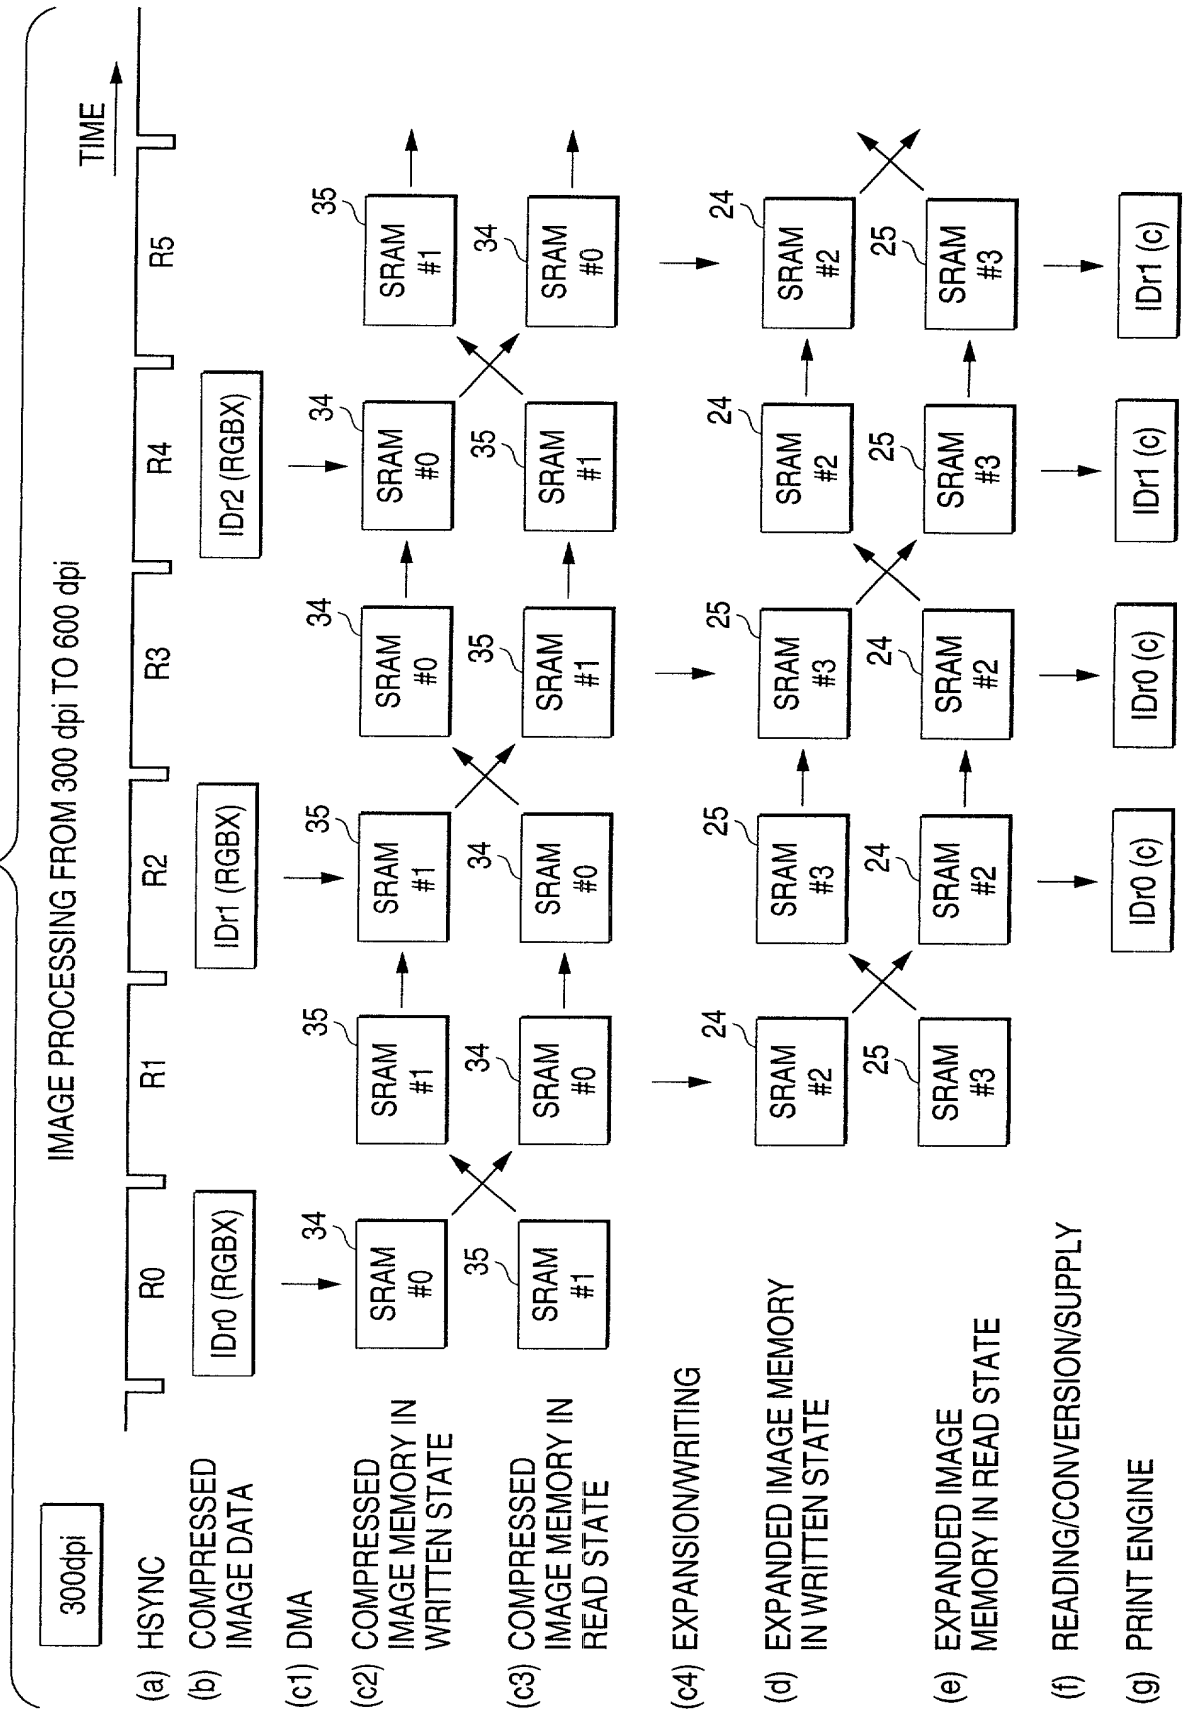 IMAGE PROCESSING FROM 300 dpi TO 600 dpi
300dpi
TIME
(a) HSYNC
R0 R1 R2 R3 R4 R5
(b) COMPRESSED
IMAGE DATA
IDr0 (RGBX) IDr1 (RGBX) IDr2 (RGBX)
(c1) DMA
(c2) COMPRESSED
IMAGE MEMORY IN
WRITTEN STATE
34 35 35 34 34 35
SRAM SRAM SRAM SRAM SRAM SRAM
#0 #1 #1 #0 #0 #1
(c3) COMPRESSED
IMAGE MEMORY IN
READ STATE
35 34 34 35 35 34
SRAM SRAM SRAM SRAM SRAM SRAM
#1 #0 #0 #1 #1 #0
(c4) EXPANSION/WRITING
(d) EXPANDED IMAGE MEMORY
IN WRITTEN STATE
24 25 25 24 24
SRAM SRAM SRAM SRAM SRAM
#2 #3 #3 #2 #2
(e) EXPANDED IMAGE
MEMORY IN READ STATE
25 24 24 25 25
SRAM SRAM SRAM SRAM SRAM
#3 #2 #2 #3 #3
(f) READING/CONVERSION/SUPPLY
(g) PRINT ENGINE
IDr0 (c) IDr0 (c) IDr1 (c) IDr1 (c)